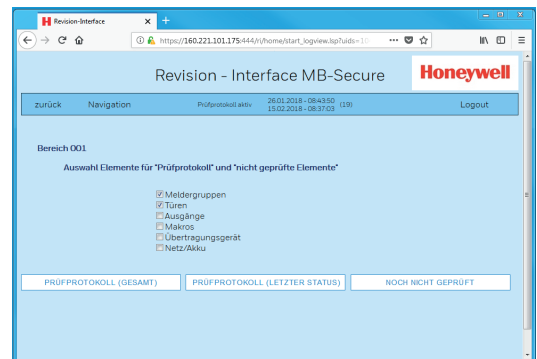 Revision-Interface
https://160.221.101.175:444/ri/home/start_logview.lsp?uids=1
Revision - Interface MB-Secure
Honeywell
zurück Navigation Prüfprotokoll aktiv 26.01.2018 - 08:43:50 (19) Logout
15.02.2018 - 08:37:03
Bereich 001
Auswahl Elemente für "Prüfprotokoll" und "nicht geprüfte Elemente"
Meldergruppen
Türen
Ausgänge
Makros
Übertragungsgerät
Netz/Akku
PRÜFPROTOKOLL (GESAMT) PRÜFPROTOKOLL (LETZTER STATUS) NOCH NICHT GEPRÜFT